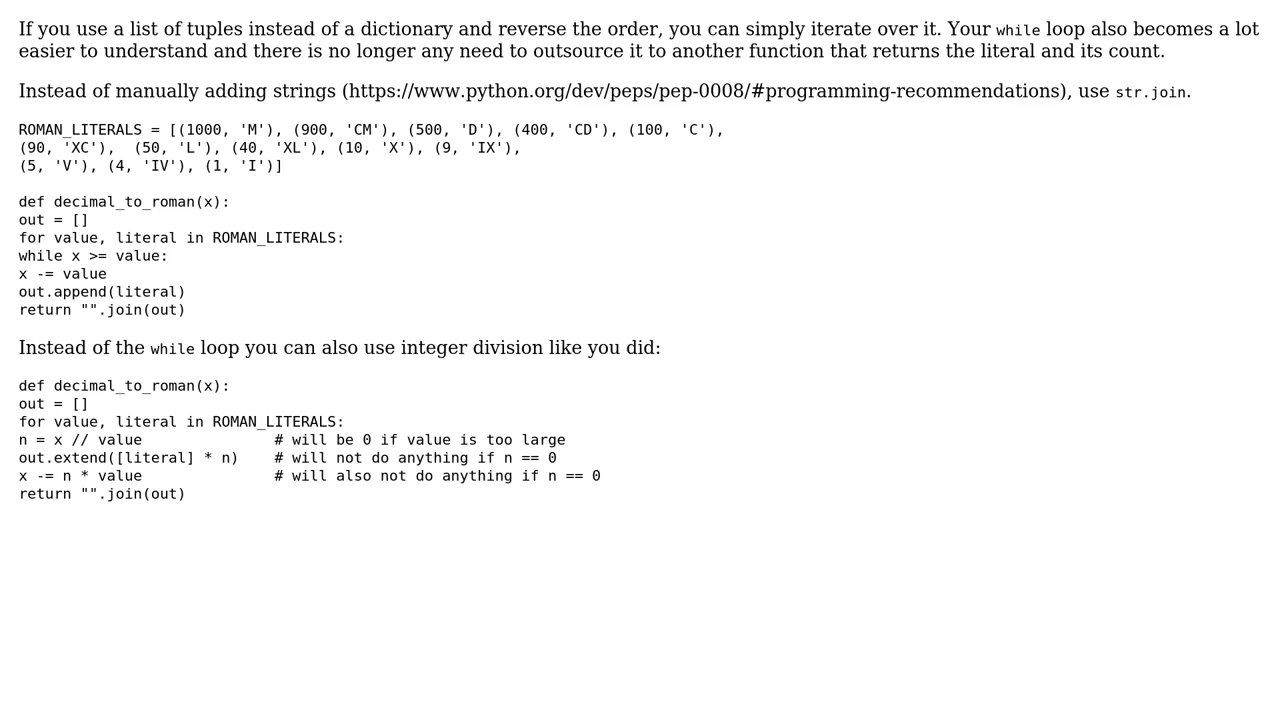 If you use a list of tuples instead of a dictionary and reverse the order, you can simply iterate over it. Your while loop also becomes a lot
easier to understand and there is no longer any need to outsource it to another function that returns the literal and its count.
Instead of manually adding strings (https://www.python.org/dev/peps/pep-0008/#programming-recommendations), use str.join.
ROMAN_LITERALS = [(1000, 'M'), (900, 'CM'), (500, 'D'), (400, 'CD'), (100, 'C'),
(90, 'XC'),  (50, 'L'), (40, 'XL'), (10, 'X'), (9, 'IX'),
(5, 'V'), (4, 'IV'), (1, 'I')]
def decimal_to_roman(x):
out = []
for value, literal in ROMAN_LITERALS:
while x >= value:
x -= value
out.append(literal)
return "".join(out)
Instead of the while loop you can also use integer division like you did:
def decimal_to_roman(x):
out = []
for value, literal in ROMAN_LITERALS:
n = x // value               # will be 0 if value is too large
out.extend([literal] * n)    # will not do anything if n == 0
x -= n * value               # will also not do anything if n == 0
return "".join(out)